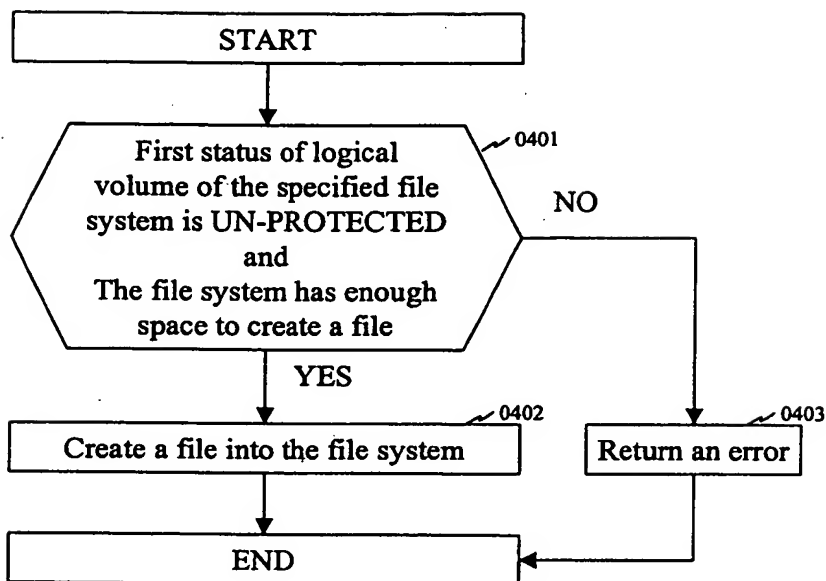 START
0401
First status of logical
volume of the specified file
system is UN-PROTECTED
and
The file system has enough
space to create a file
NO
YES
0402
Create a file into the file system
0403
Return an error
END